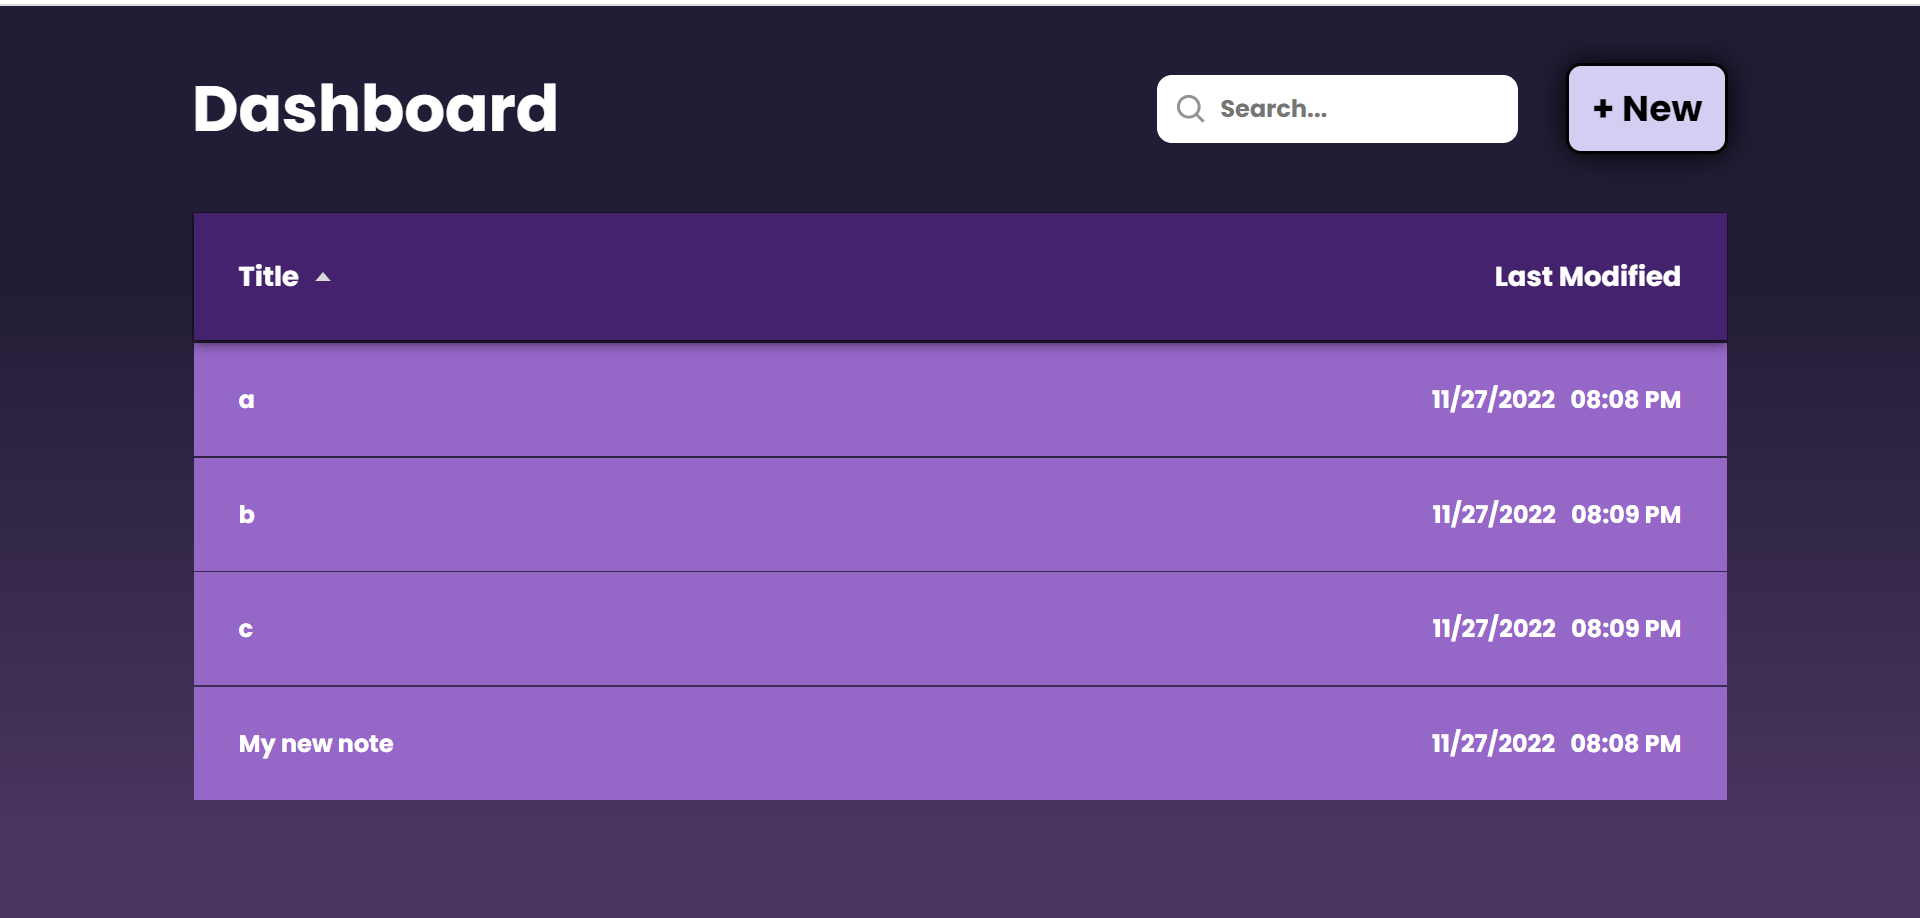 Dashboard
Search...
+ New
Title Last Modified
a 11/27/2022 08:08 PM
b 11/27/2022 08:09 PM
c 11/27/2022 08:09 PM
My new note 11/27/2022 08:08 PM